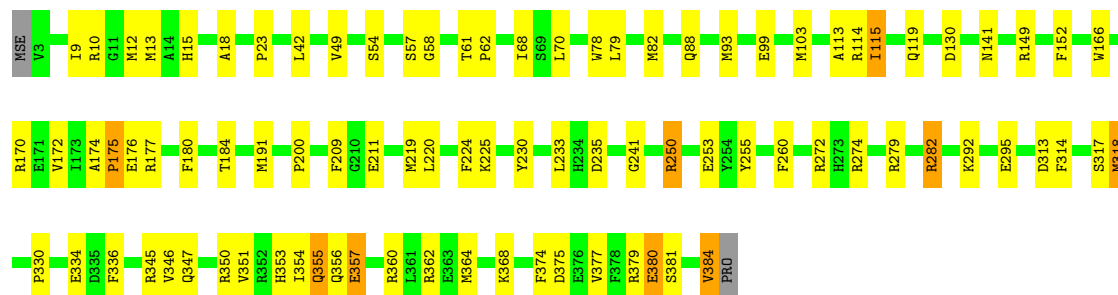 MSE V3 I9 R10 G11 M12 M13 A14 H15 A18 P23 L42 V49 S54 S57 G58 T61 P62 I68 S69 L70 W78 L79 M82 Q88 M93 E99 M103 A113 R114 I115 Q119 D130 N141 R149 F152 W166
R170 E171 V172 I173 A174 P175 E176 R177 F180 T184 M191 P200 F209 G210 E211 M219 L220 F224 K225 Y230 L233 H234 D235 G241 R250 E253 Y254 Y255 F260 R272 H273 R274 R279 R282 K292 E295 D313 F314 S317 M318
P330 E334 D335 F336 R345 V346 Q347 R350 V351 R352 H353 I354 Q355 Q356 E357 R360 L361 R362 E363 M364 K368 F374 D375 E376 V377 F378 R379 E380 S381 V384 PRO